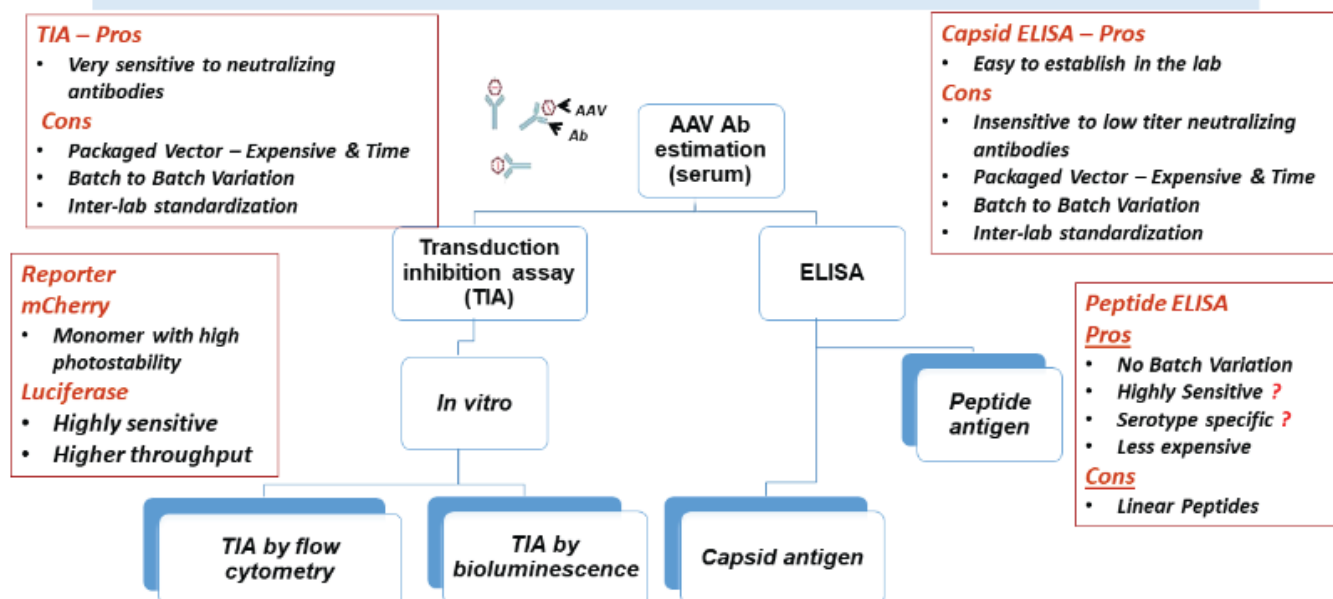 TIA – Pros
• Very sensitive to neutralizing
antibodies
Cons
• Packaged Vector – Expensive & Time
• Batch to Batch Variation
• Inter-lab standardization
AAV
Ab
AAV Ab
estimation
(serum)
Capsid ELISA – Pros
• Easy to establish in the lab
Cons
• Insensitive to low titer neutralizing
antibodies
• Packaged Vector – Expensive & Time
• Batch to Batch Variation
• Inter-lab standardization
Reporter
mCherry
• Monomer with high
photostability
Luciferase
• Highly sensitive
• Higher throughput
Transduction
inhibition assay
(TIA)
ELISA
In vitro
Peptide
antigen
Peptide ELISA
Pros
• No Batch Variation
• Highly Sensitive ?
• Serotype specific ?
• Less expensive
Cons
• Linear Peptides
TIA by flow
cytometry
TIA by
bioluminescence
Capsid antigen